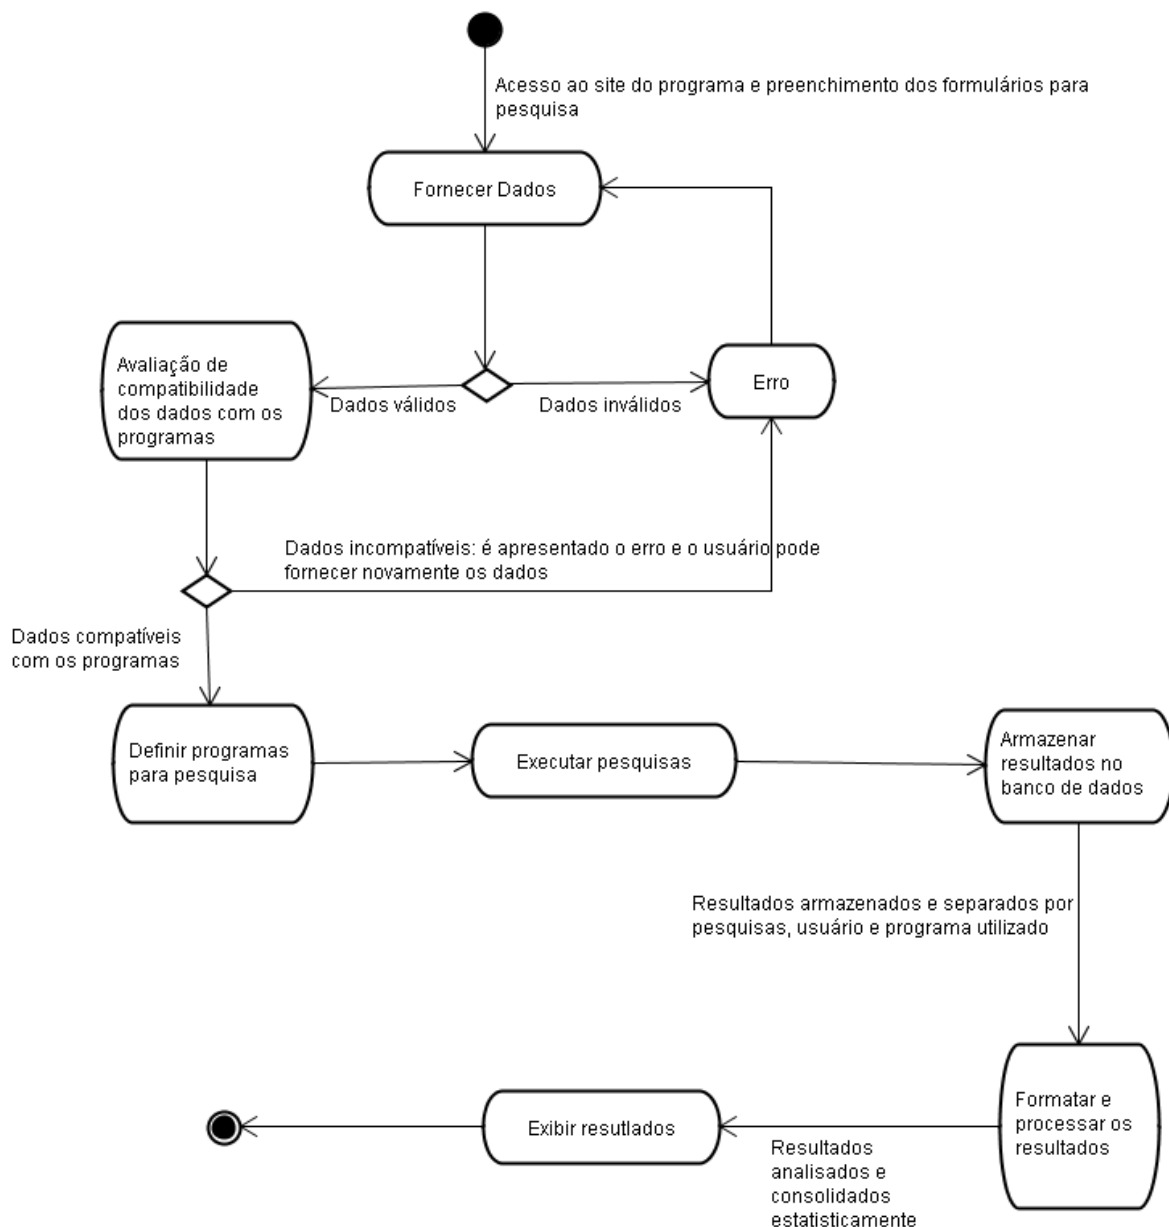 Acesso ao site do programa e preenchimento dos formulários para
pesquisa
Fornecer Dados
Avaliação de
compatibilidade
dos dados com os
programas
Dados válidos
Dados inválidos
Erro
Dados incompatíveis: é apresentado o erro e o usuário pode
fornecer novamente os dados
Dados compatíveis
com os programas
Definir programas
para pesquisa
Executar pesquisas
Armazenar
resultados no
banco de dados
Resultados armazenados e separados por
pesquisas, usuário e programa utilizado
Formatar e
processar os
resultados
Exibir resutlados
Resultados
analisados e
consolidados
estatisticamente